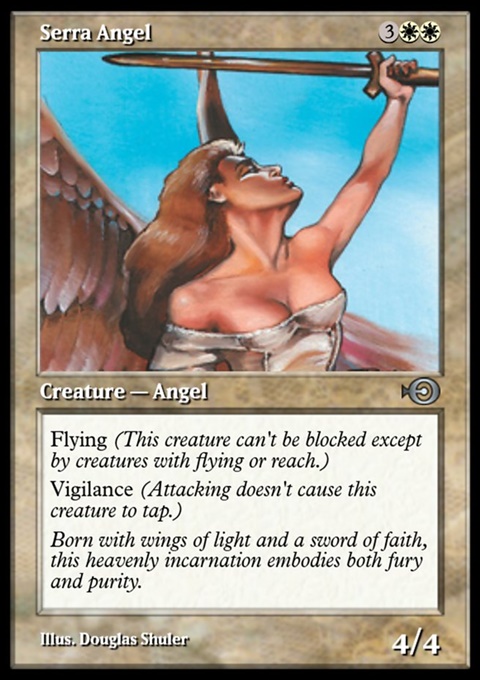 Serra Angel 3
Creature — Angel
Flying (This creature can't be blocked except
by creatures with flying or reach.)
Vigilance (Attacking doesn't cause this
creature to tap.)
Born with wings of light and a sword of faith,
this heavenly incarnation embodies both fury
and purity.
Illus. Douglas Shuler
4/4